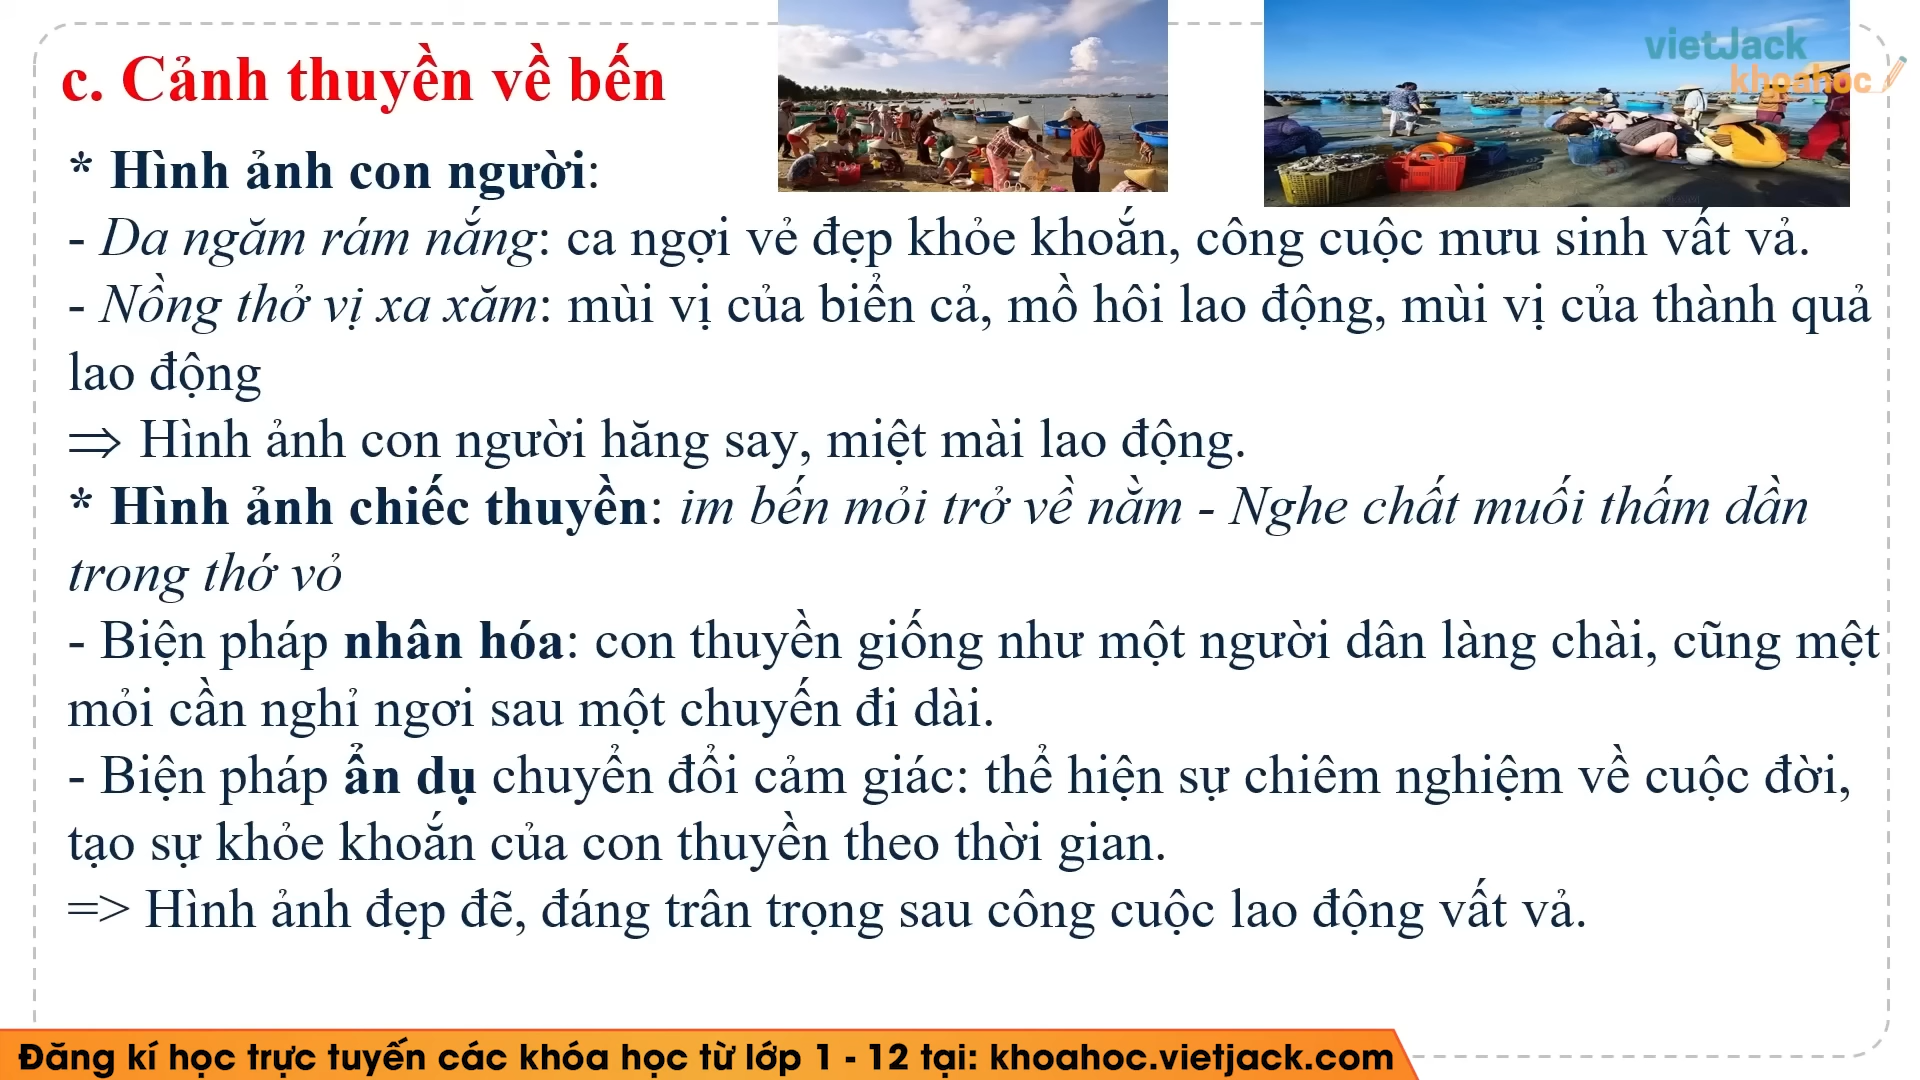 vietJack
khoahoc
c. Cảnh thuyền về bến
* Hình ảnh con người:
- Da ngăm rám nắng: ca ngợi vẻ đẹp khỏe khoắn, công cuộc mưu sinh vất vả.
- Nồng thở vị xa xăm: mùi vị của biển cả, mồ hôi lao động, mùi vị của thành quả
lao động
⇒ Hình ảnh con người hăng say, miệt mài lao động.
* Hình ảnh chiếc thuyền: im bến mỏi trở về nằm - Nghe chất muối thấm dần
trong thớ vỏ
- Biện pháp nhân hóa: con thuyền giống như một người dân làng chài, cũng mệt
mỏi cần nghỉ ngơi sau một chuyến đi dài.
- Biện pháp ẩn dụ chuyển đổi cảm giác: thể hiện sự chiêm nghiệm về cuộc đời,
tạo sự khỏe khoắn của con thuyền theo thời gian.
=> Hình ảnh đẹp đẽ, đáng trân trọng sau công cuộc lao động vất vả.
Đăng kí học trực tuyến các khóa học từ lớp 1 - 12 tại: khoahoc.vietjack.com